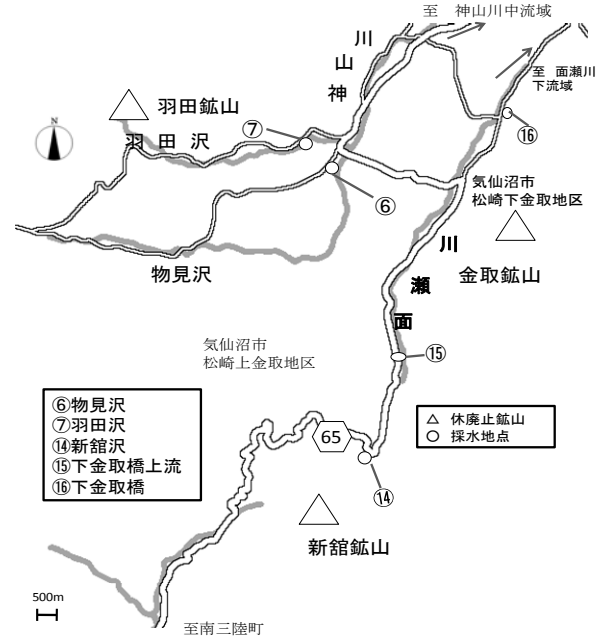 至 神山川中流域
川
山
神
至 面瀬川
下流域
羽田鉱山
⑦
羽 田 沢
N
⑯
⑥
気仙沼市
松崎下金取地区
物見沢
川
瀬
面
金取鉱山
気仙沼市
松崎上金取地区
⑮
⑥物見沢
⑦羽田沢
⑭新舘沢
⑮下金取橋上流
⑯下金取橋
65
△ 休廃止鉱山
○ 採水地点
⑭
新舘鉱山
500m
至南三陸町